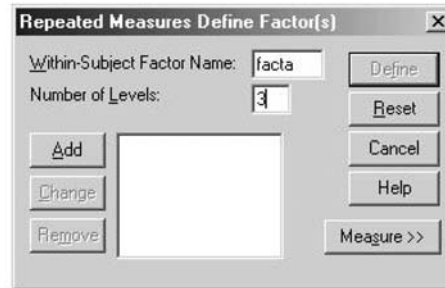 Repeated Measures Define Factor(s)
Within-Subject Factor Name: facta
Define
Number of Levels: 3
Reset
Add
Cancel
Change
Help
Remove
Measure >>